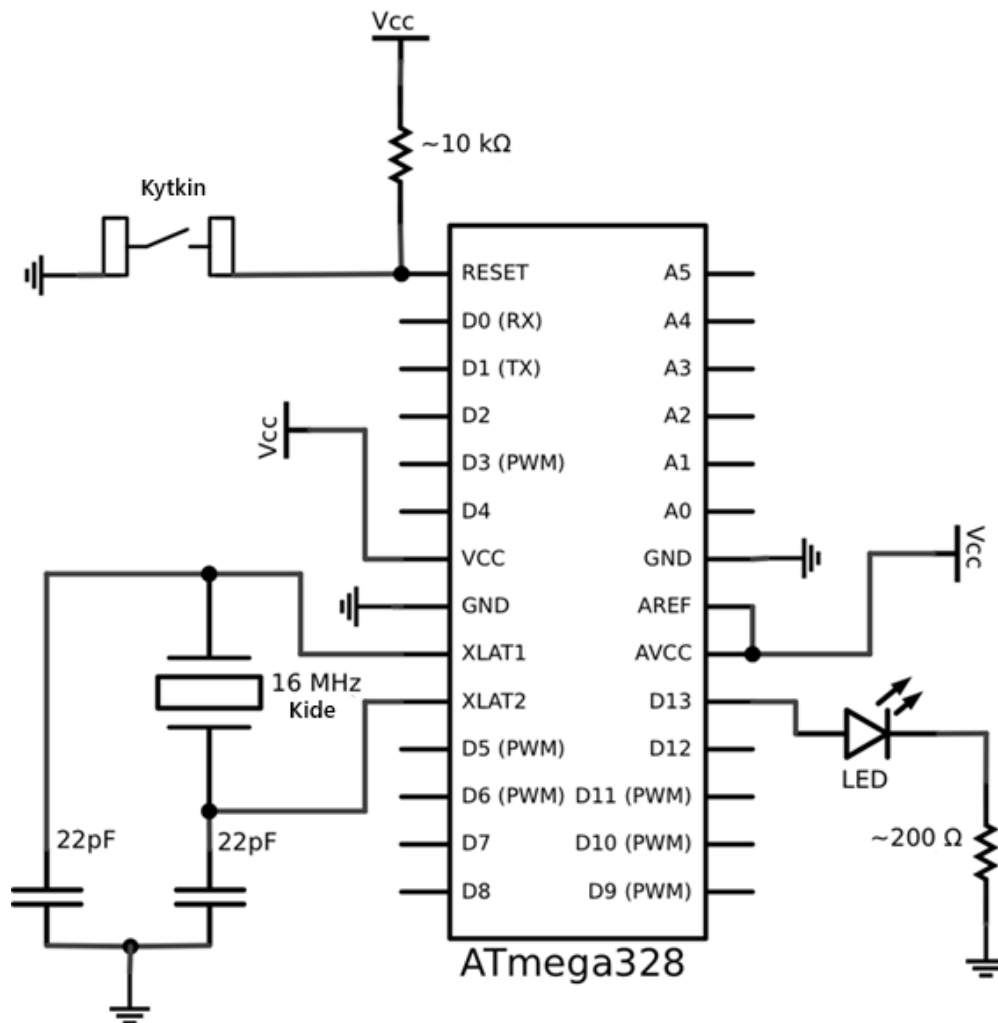 Vcc
~10 kΩ
Kytkin
RESET
D0 (RX)
D1 (TX)
D2
D3 (PWM)
D4
VCC
GND
XLAT1
XLAT2
D5 (PWM)
D6 (PWM)
D7
D8
A5
A4
A3
A2
A1
A0
GND
AREF
AVCC
D13
D12
D11 (PWM)
D10 (PWM)
D9 (PWM)
Vcc
Vcc
16 MHz
Kide
22pF
22pF
LED
~200 Ω
ATmega328